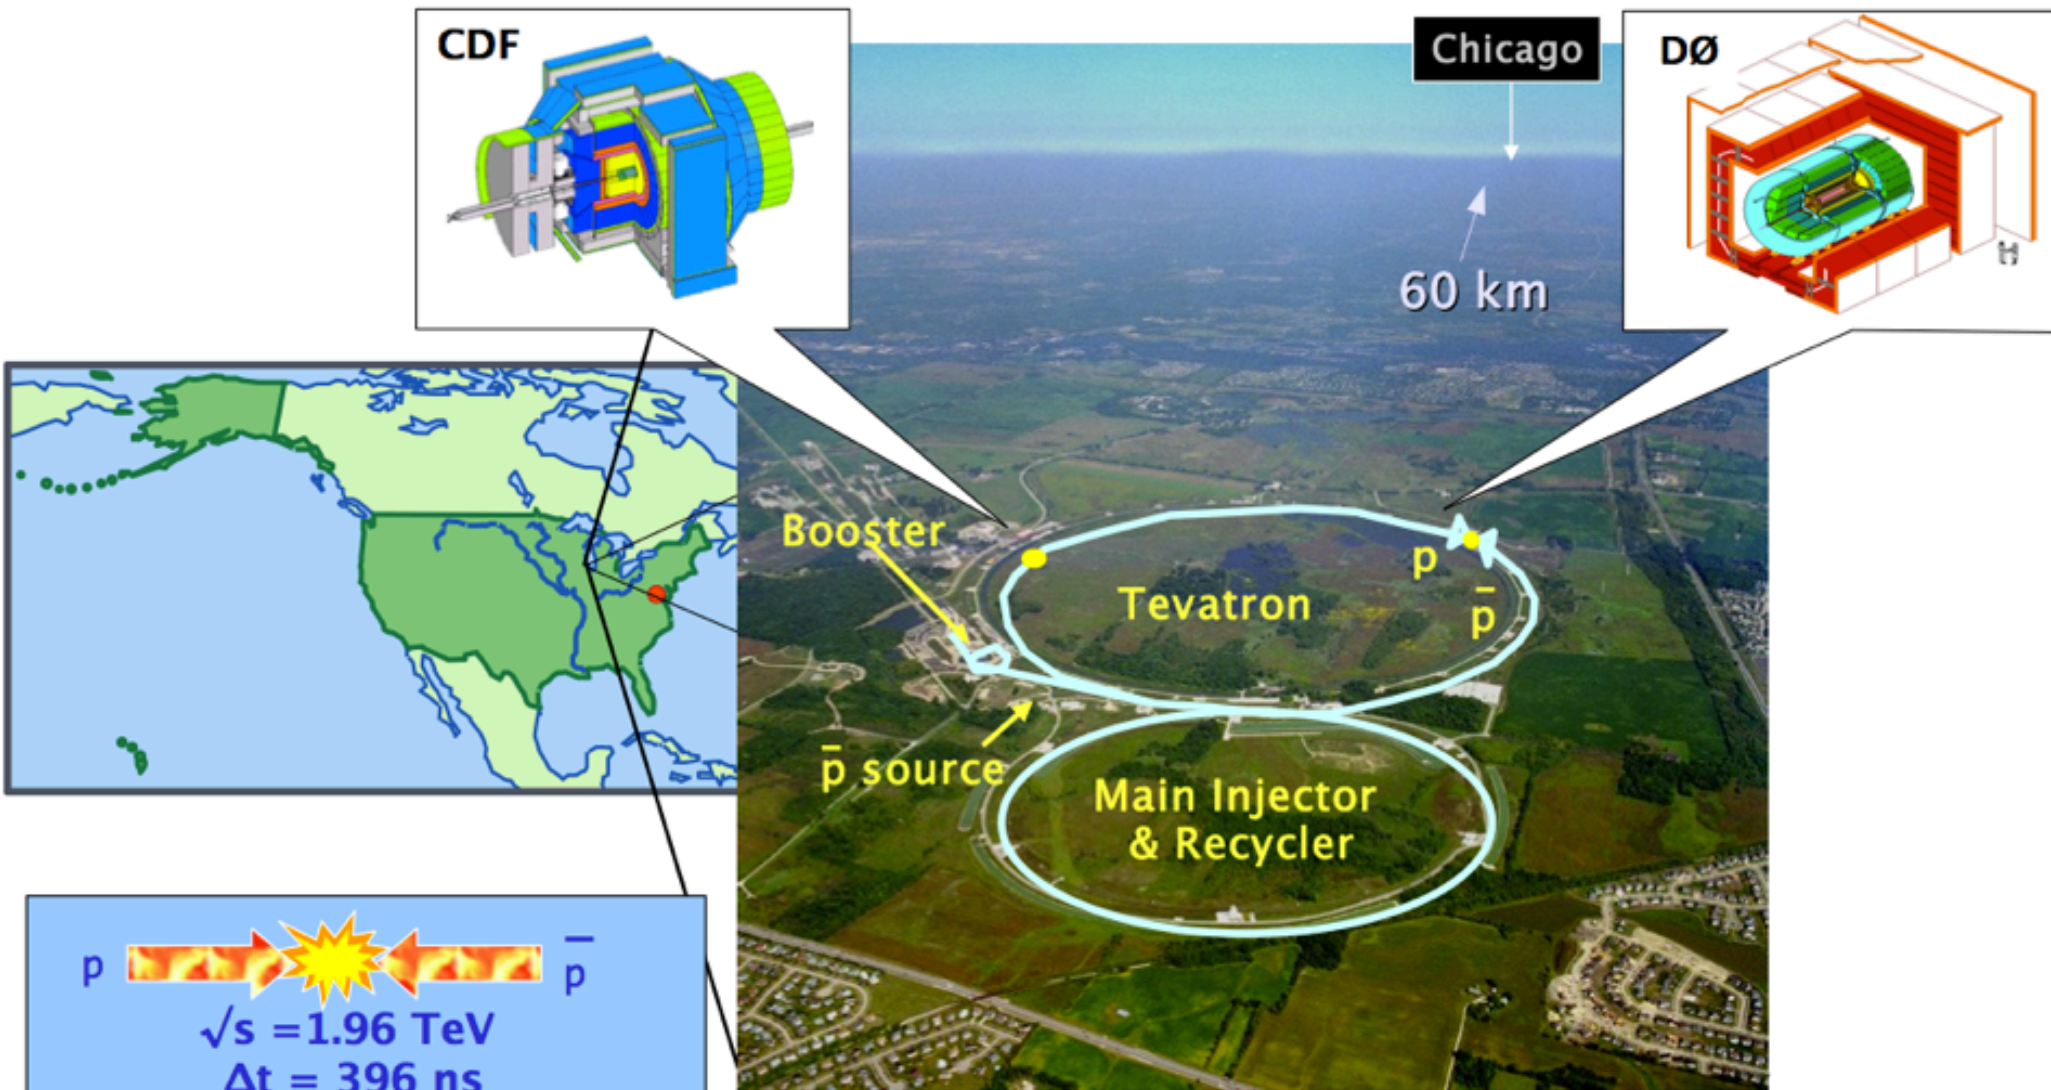 CDF
Chicago
DØ
60 km
Booster
p
p̄
Tevatron
p̄ source
Main Injector
& Recycler
p
p̄
√s =1.96 TeV
Δt = 396 ns